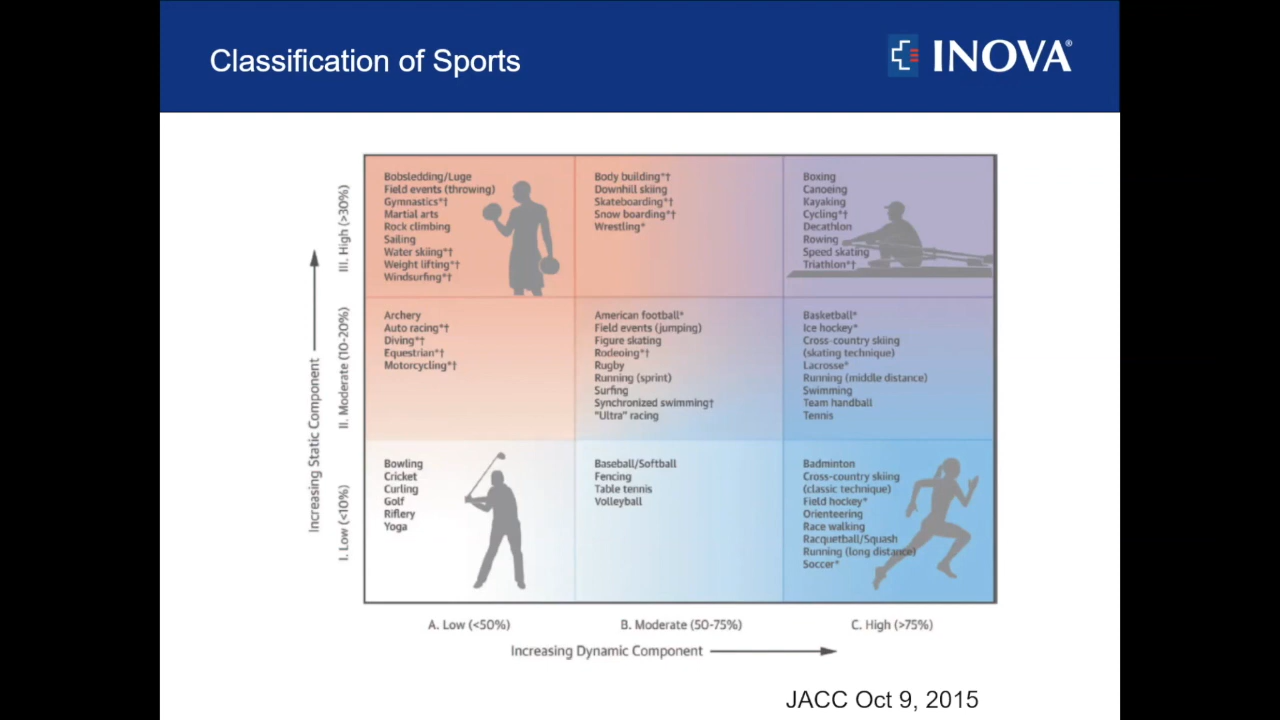 Classification of Sports
INOVA®
Increasing Static Component
III. High (>30%)
II. Moderate (10-20%)
I. Low (<10%)
Bobsledding/Luge
Field events (throwing)
Gymnastics*†
Martial arts
Rock climbing
Sailing
Water skiing*†
Weight lifting*†
Windsurfing*†
Body building*†
Downhill skiing
Skateboarding*†
Snow boarding*†
Wrestling*
Boxing
Canoeing
Kayaking
Cycling*†
Decathlon
Rowing
Speed skating
Triathlon*†
Archery
Auto racing*†
Diving*†
Equestrian*†
Motorcycling*†
American football*
Field events (jumping)
Figure skating
Rodeoing*†
Rugby
Running (sprint)
Surfing
Synchronized swimming†
"Ultra" racing
Basketball*
Ice hockey*
Cross-country skiing
(skating technique)
Lacrosse*
Running (middle distance)
Swimming
Team handball
Tennis
Bowling
Cricket
Curling
Golf
Riflery
Yoga
Baseball/Softball
Fencing
Table tennis
Volleyball
Badminton
Cross-country skiing
(classic technique)
Field hockey*
Orienteering
Race walking
Racquetball/Squash
Running (long distance)
Soccer*
A. Low (<50%)
B. Moderate (50-75%)
C. High (>75%)
Increasing Dynamic Component
JACC Oct 9, 2015